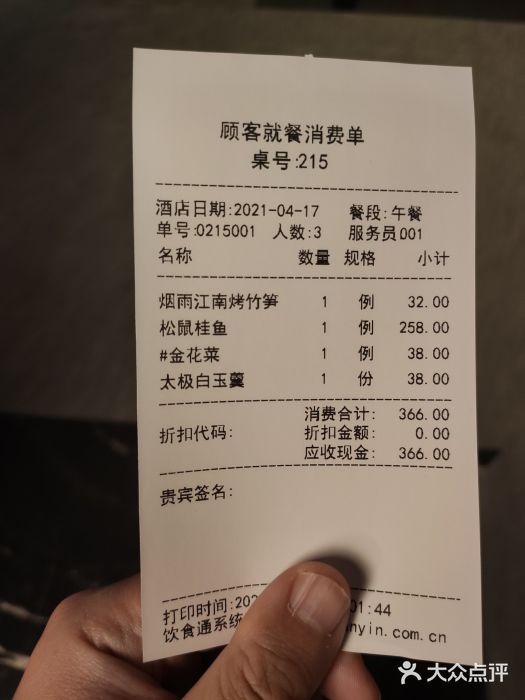 顾客就餐消费单
桌号:215
酒店日期:2021-04-17 餐段:午餐
单号:0215001 人数:3 服务员001
名称 数量 规格 小计
烟雨江南烤竹笋 1 例 32.00
松鼠桂鱼 1 例 258.00
#金花菜 1 例 38.00
太极白玉羹 1 份 38.00
消费合计: 366.00
折扣代码: 折扣金额: 0.00
应收现金: 366.00
贵宾签名:
打印时间:202 01:44
饮食通系统 nyin.com.cn
大众点评